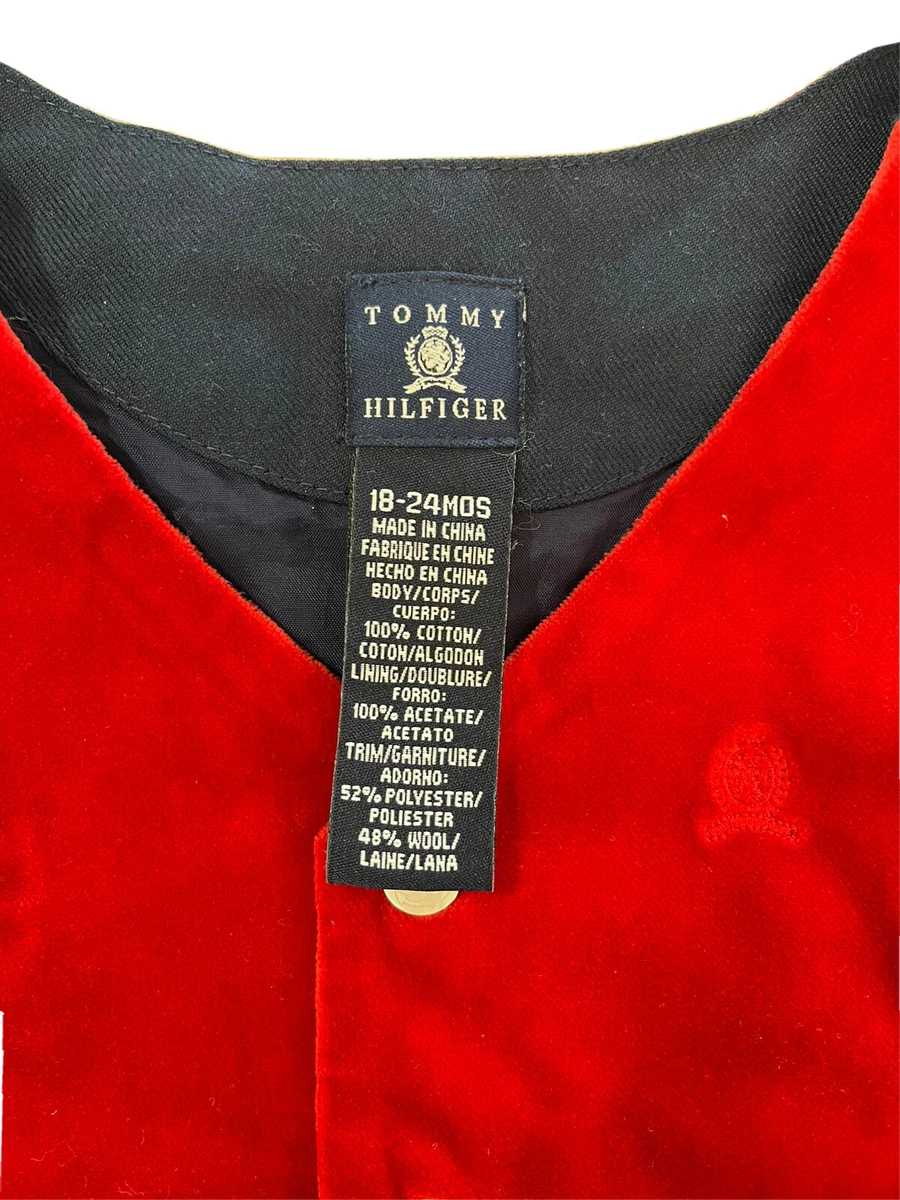 TOMMY
HILFIGER
18-24MOS
MADE IN CHINA
FABRIQUE EN CHINE
HECHO EN CHINA
BODY/CORPS/
CUERPO:
100% COTTON/
COTON/ALGODON
LINING/DOUBLURE/
FORRO:
100% ACETATE/
ACETATO
TRIM/GARNITURE/
ADORNO:
52% POLYESTER/
POLIESTER
48% WOOL/
LAINE/LANA